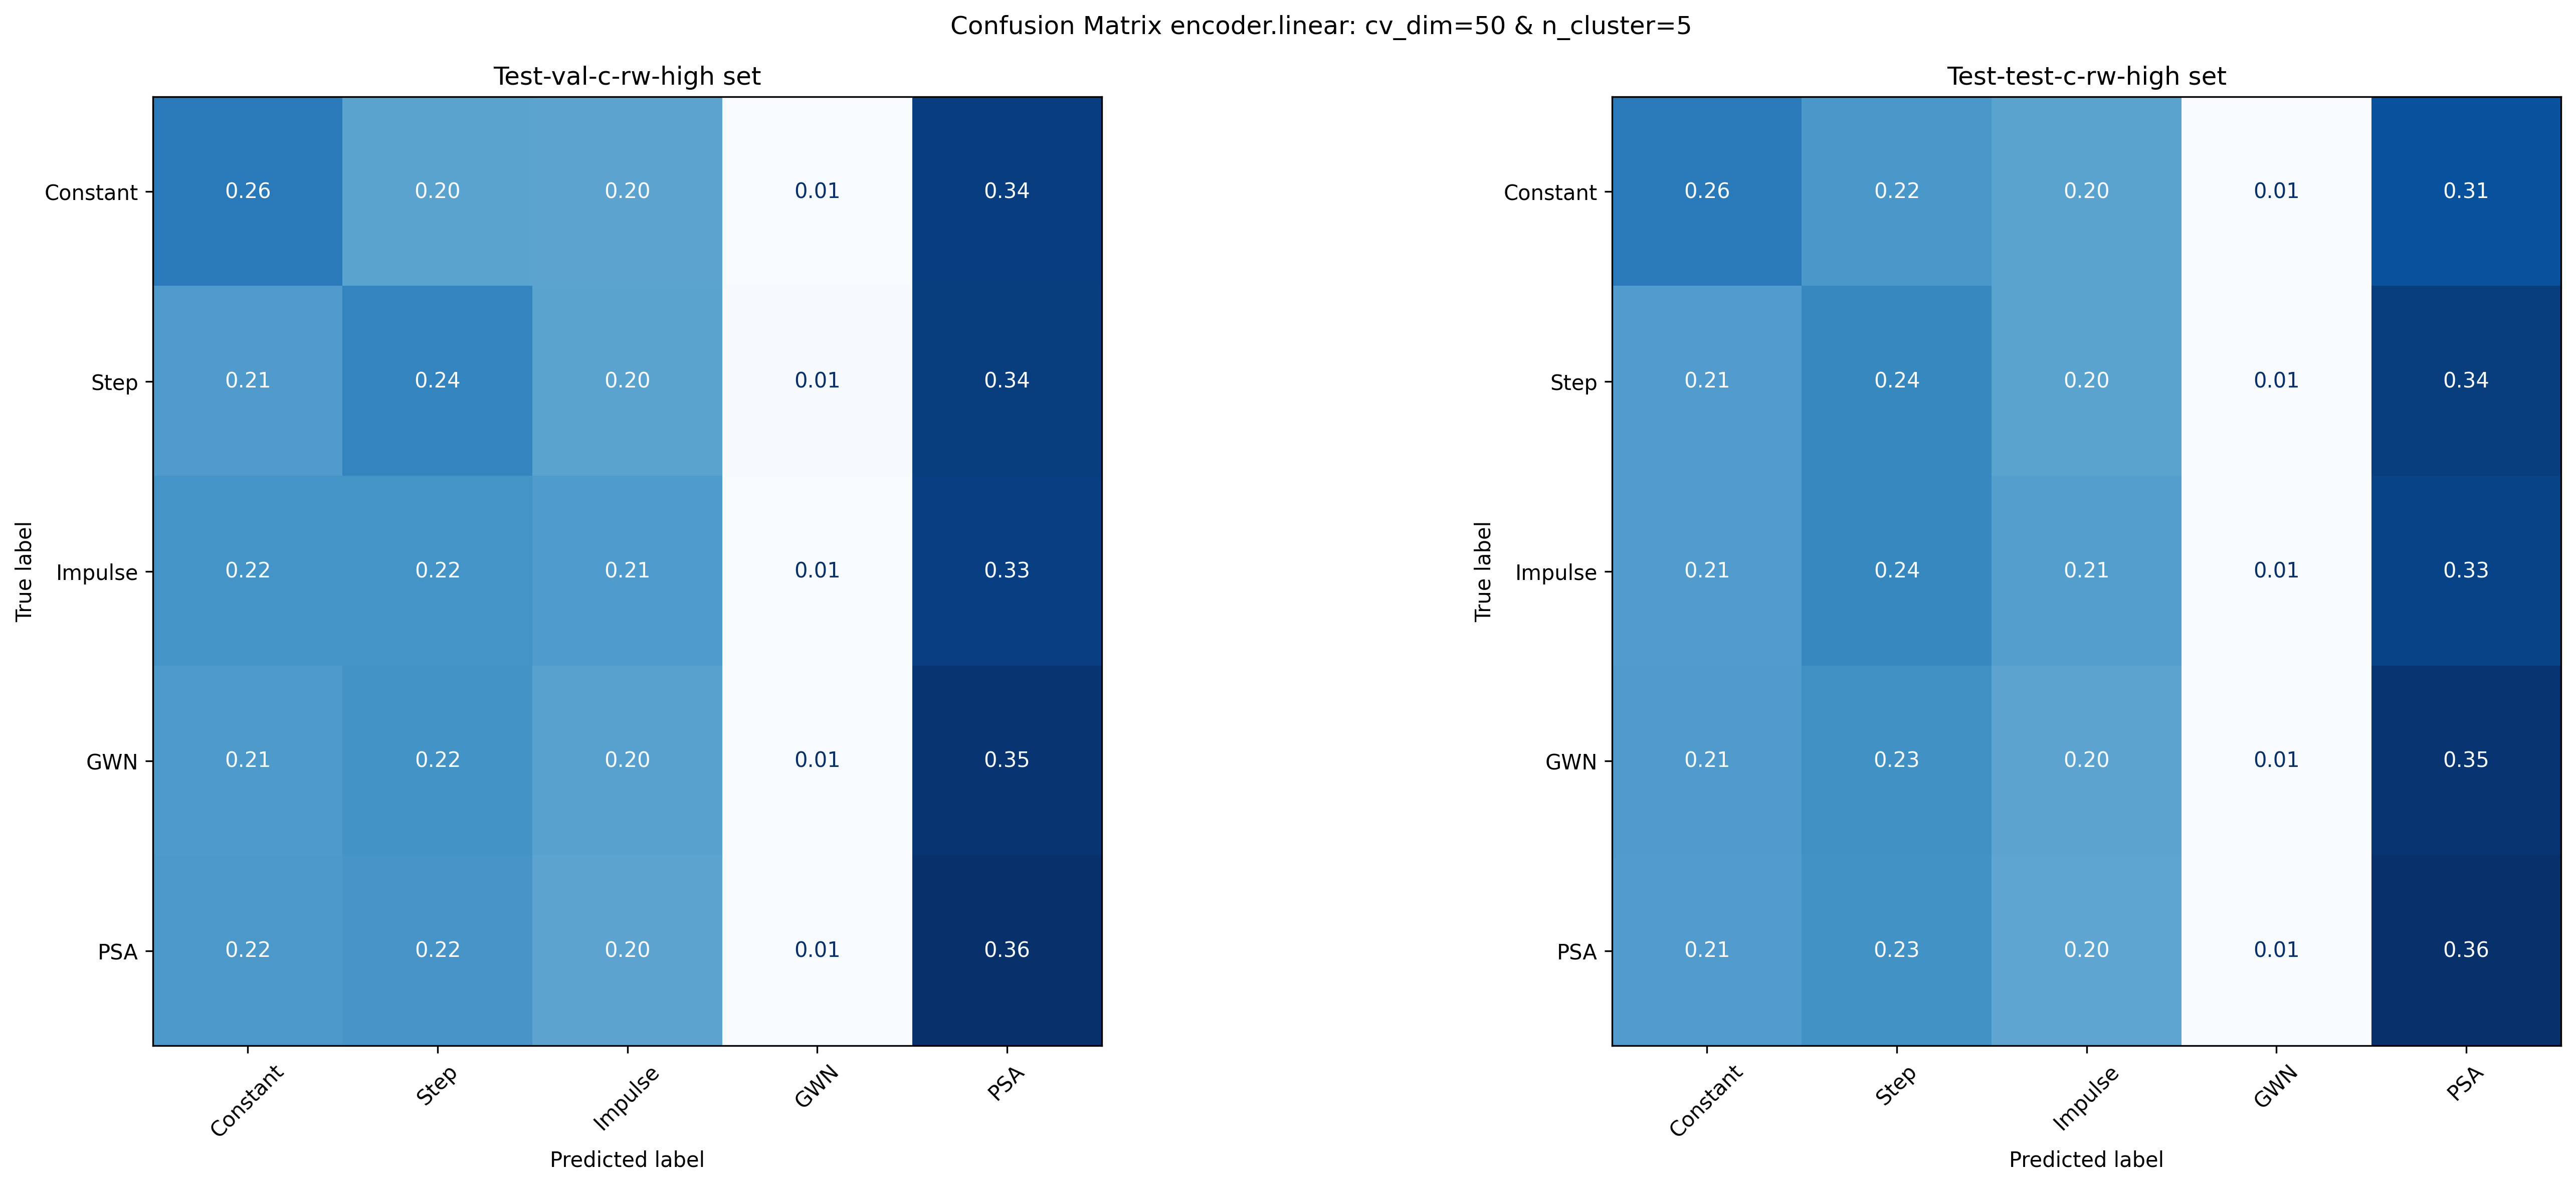 Confusion Matrix encoder.linear: cv_dim=50 & n_cluster=5
Test-val-c-rw-high set
True label
Constant 0.26 0.20 0.20 0.01 0.34
Step 0.21 0.24 0.20 0.01 0.34
Impulse 0.22 0.22 0.21 0.01 0.33
GWN 0.21 0.22 0.20 0.01 0.35
PSA 0.22 0.22 0.20 0.01 0.36
Constant Step Impulse GWN PSA
Predicted label
Test-test-c-rw-high set
True label
Constant 0.26 0.22 0.20 0.01 0.31
Step 0.21 0.24 0.20 0.01 0.34
Impulse 0.21 0.24 0.21 0.01 0.33
GWN 0.21 0.23 0.20 0.01 0.35
PSA 0.21 0.23 0.20 0.01 0.36
Constant Step Impulse GWN PSA
Predicted label